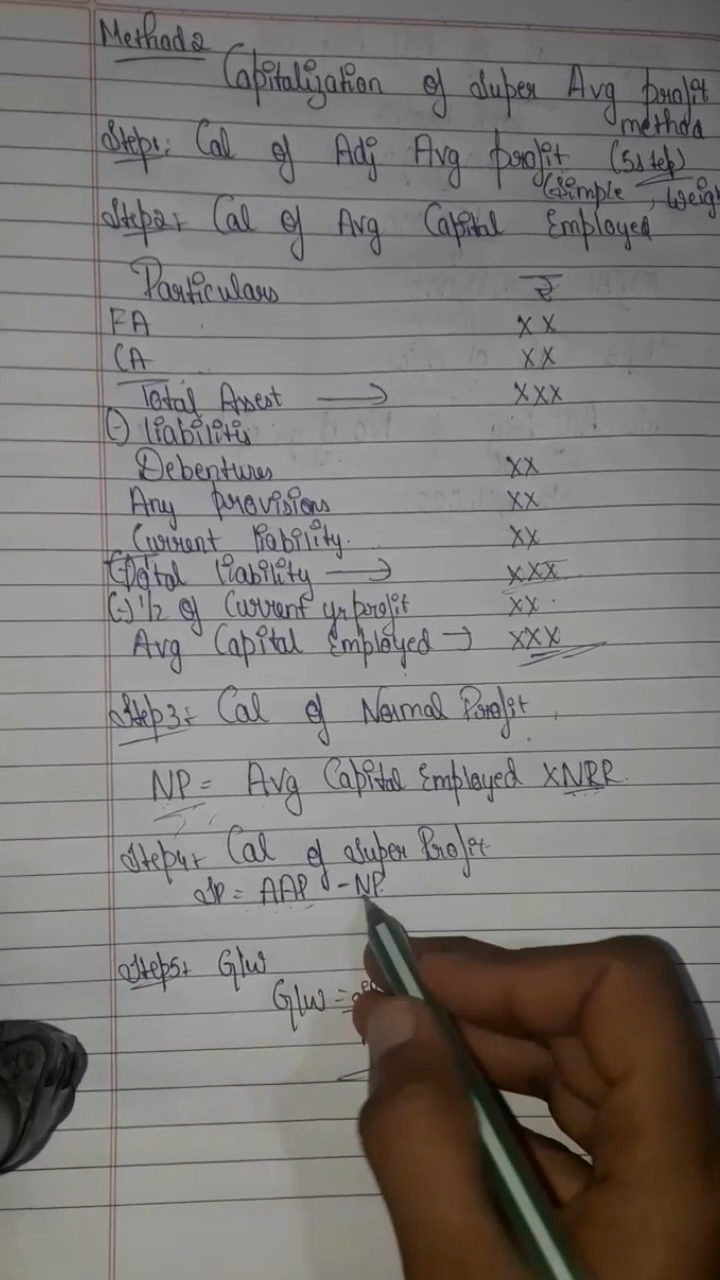 Method 2
Capitalization of Super Avg profit
method
Step1: Cal of Adj Avg profit (5 step)
(Simple, Weig
Step2: Cal of Avg Capital Employed
Particulars ₹
FA XX
CA XX
Total Assest → XXX
(-) liabilitis
Debentures XX
Any provisions XX
Current liability. XX
(-) Total liability → XXX
(-) 1/2 of Current yr profit XX
Avg Capital Employed → XXX
Step3: Cal of Normal Profit
NP = Avg Capital Employed X NRR
Step4: Cal of Super Profit
SP = AAP - NP
Step5: G/w
G/w =